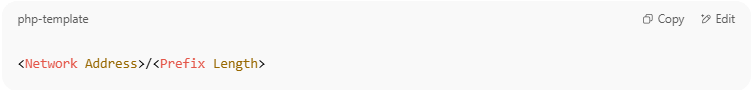 php-template
Copy
Edit
<Network Address>/<Prefix Length>